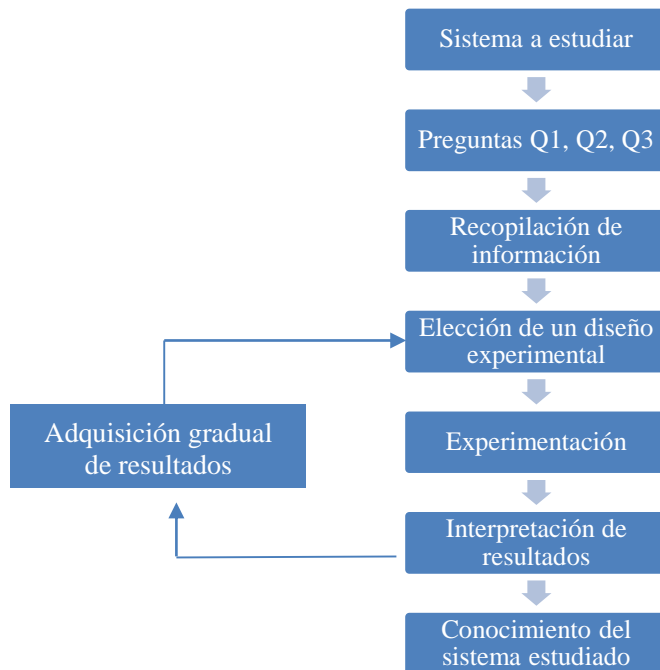 Sistema a estudiar
Preguntas Q1, Q2, Q3
Recopilación de
información
Elección de un diseño
experimental
Adquisición gradual
de resultados
Experimentación
Interpretación de
resultados
Conocimiento del
sistema estudiado